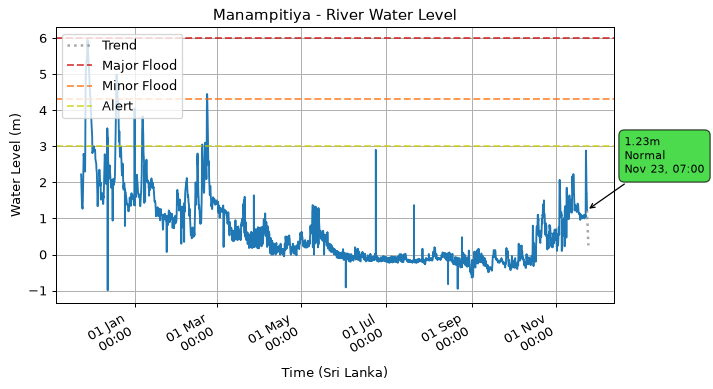 Manampitiya - River Water Level
Water Level (m)
6
5
4
3
2
1
0
−1
Trend
Major Flood
Minor Flood
Alert
1.23m
Normal
Nov 23, 07:00
01 Jan
00:00
01 Mar
00:00
01 May
00:00
01 Jul
00:00
01 Sep
00:00
01 Nov
00:00
Time (Sri Lanka)